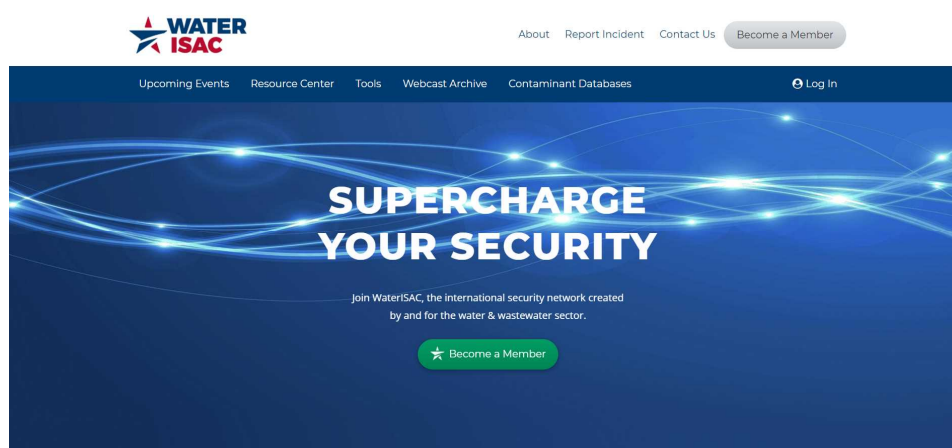 WATER
ISAC
About Report Incident Contact Us Become a Member
Upcoming Events Resource Center Tools Webcast Archive Contaminant Databases Log In
SUPERCHARGE
YOUR SECURITY
Join WaterISAC, the international security network created
by and for the water & wastewater sector.
Become a Member